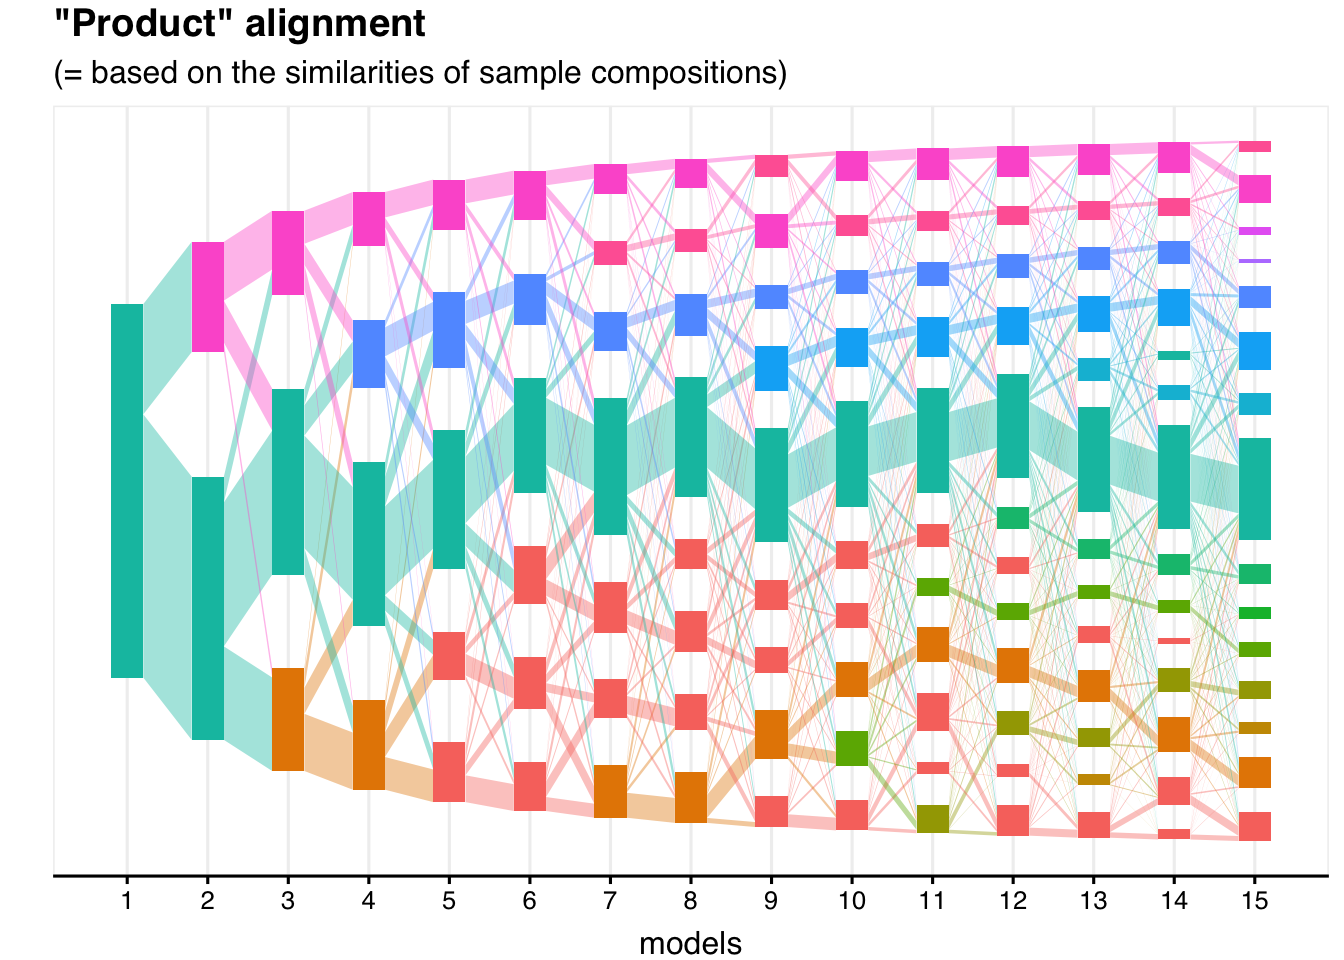 "Product" alignment
(= based on the similarities of sample compositions)
1 2 3 4 5 6 7 8 9 10 11 12 13 14 15
models